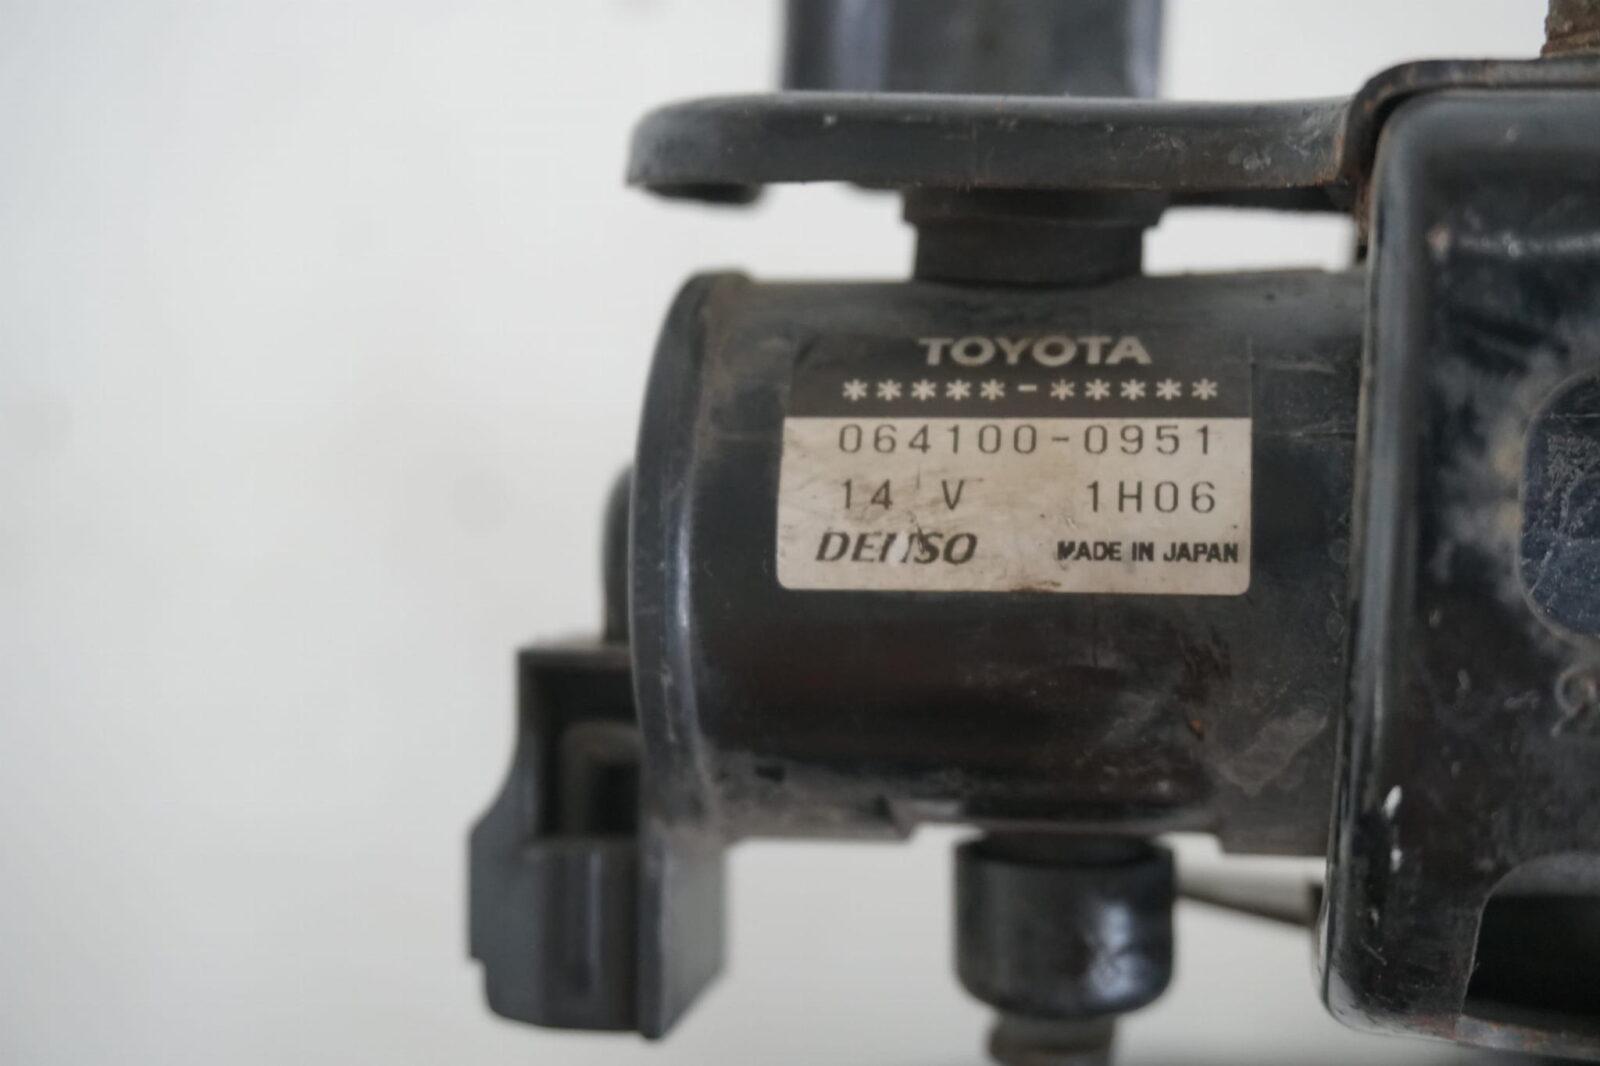 TOYOTA
*****-*****
064100-0951
14 V 1H06
DENSO MADE IN JAPAN